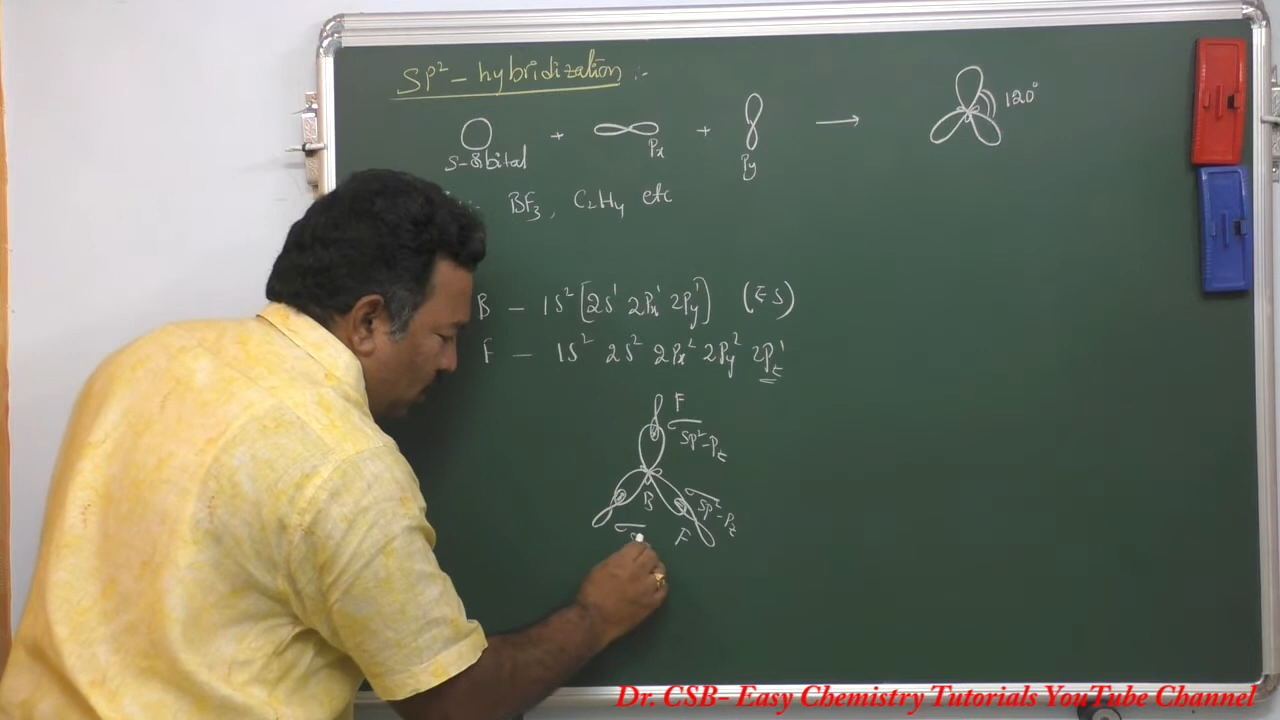 SP² – hybridization :-
120°
+ + →
S-orbital Px Py
BF₃, C₂H₄ etc
B – 1S² [2S¹ 2Px¹ 2Py¹] (ES)
F – 1S² 2S² 2Px² 2Py² 2Pz¹
F
SP²-Pz
B SP²-Pz
F
S
Dr. CSB- Easy Chemistry Tutorials YouTube Channel